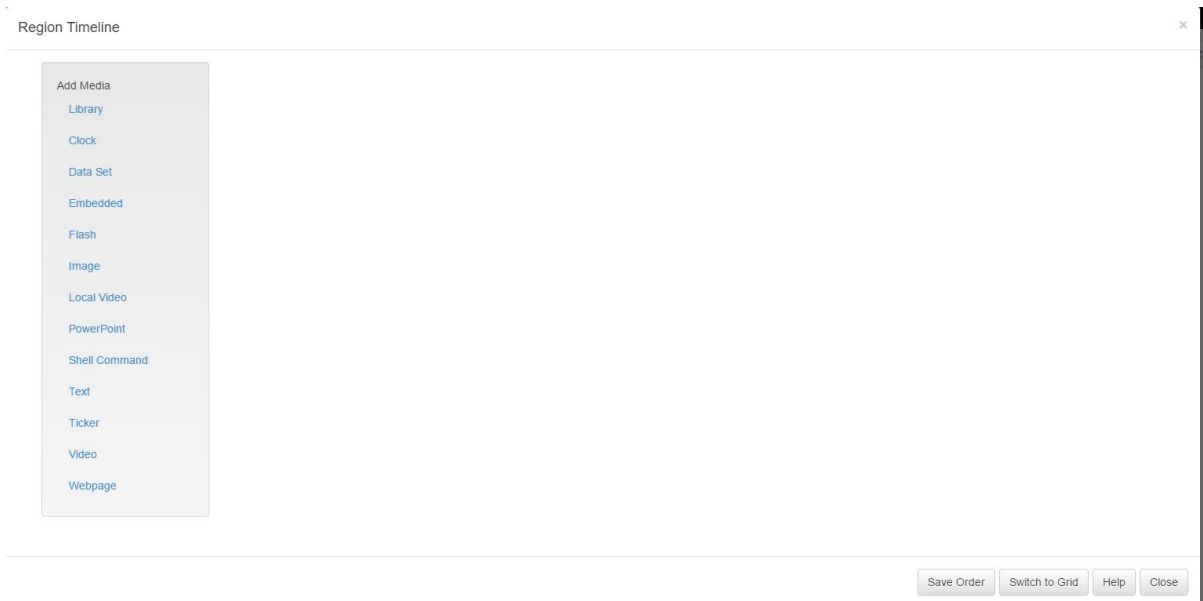 Region Timeline
×
Add Media
Library
Clock
Data Set
Embedded
Flash
Image
Local Video
PowerPoint
Shell Command
Text
Ticker
Video
Webpage
Save Order Switch to Grid Help Close